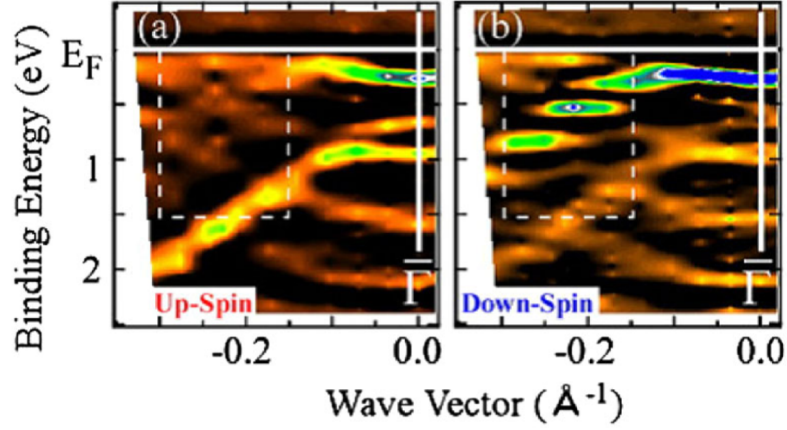 (a)
(b)
Binding Energy (eV)
E_F
1
2
Up-Spin
Γ̅
Down-Spin
Γ̅
-0.2
0.0
-0.2
0.0
Wave Vector (Å⁻¹)